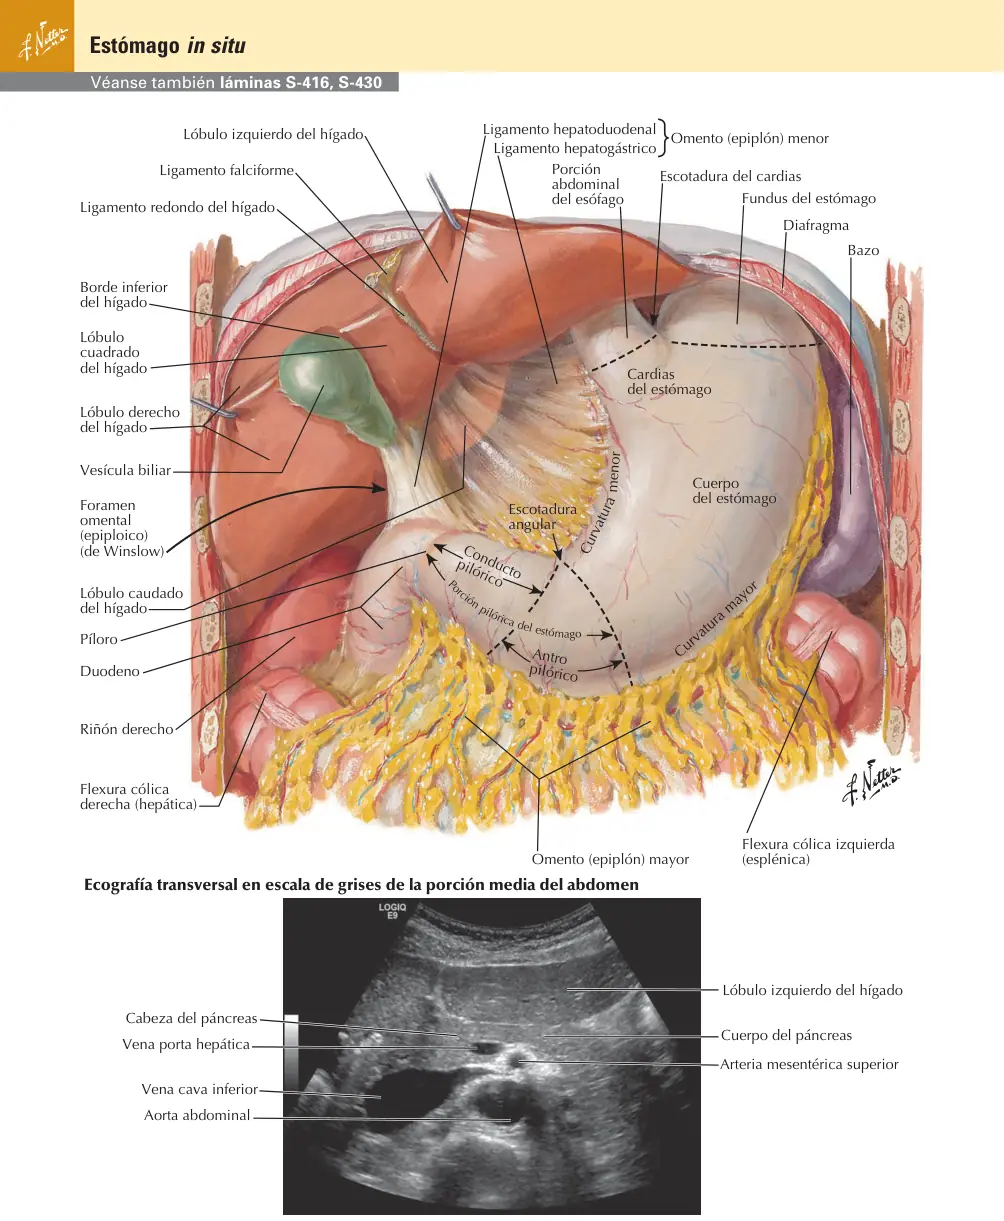 F. Netter M.D.
Estómago in situ
Véanse también láminas S-416, S-430
Lóbulo izquierdo del hígado
Ligamento falciforme
Ligamento redondo del hígado
Ligamento hepatoduodenal
Ligamento hepatogástrico
Omento (epiplón) menor
Porción
abdominal
del esófago
Escotadura del cardias
Fundus del estómago
Diafragma
Bazo
Borde inferior
del hígado
Lóbulo
cuadrado
del hígado
Lóbulo derecho
del hígado
Vesícula biliar
Foramen
omental
(epiploico)
(de Winslow)
Lóbulo caudado
del hígado
Píloro
Duodeno
Riñón derecho
Flexura cólica
derecha (hepática)
Cardias
del estómago
Cuerpo
del estómago
Curvatura menor
Escotadura
angular
Conducto
pilórico
Porción pilórica del estómago
Antro
pilórico
Curvatura mayor
F. Netter M.D.
Omento (epiplón) mayor
Flexura cólica izquierda
(esplénica)
Ecografía transversal en escala de grises de la porción media del abdomen
LOGIQ
E9
Lóbulo izquierdo del hígado
Cabeza del páncreas
Vena porta hepática
Vena cava inferior
Aorta abdominal
Cuerpo del páncreas
Arteria mesentérica superior